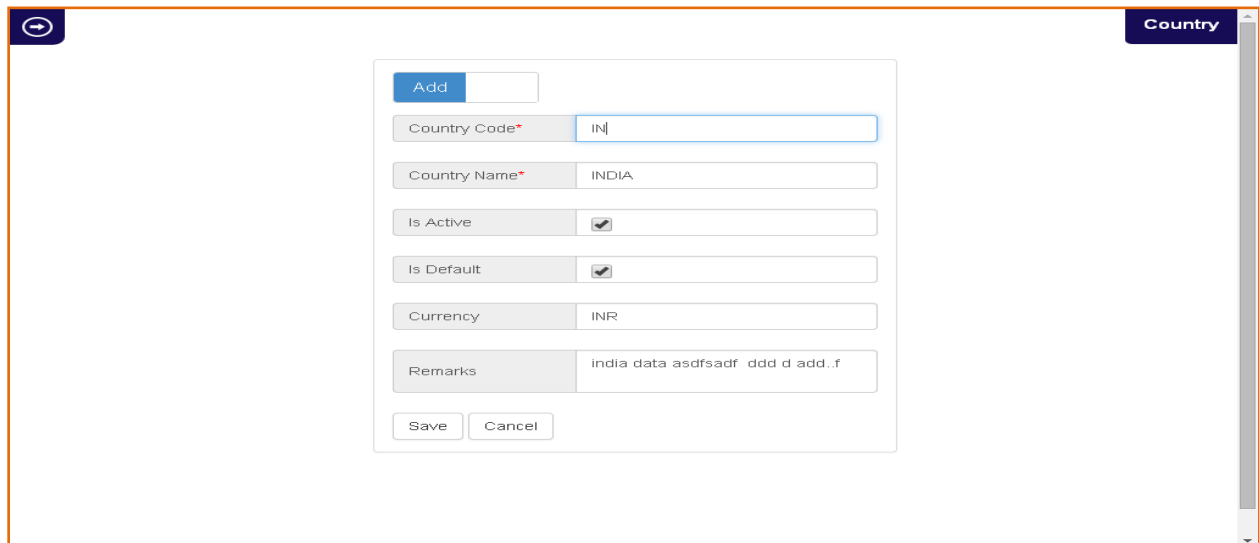 Country
Add
Country Code* IN
Country Name* INDIA
Is Active
Is Default
Currency INR
Remarks india data asdfsadf ddd d add..f
Save Cancel